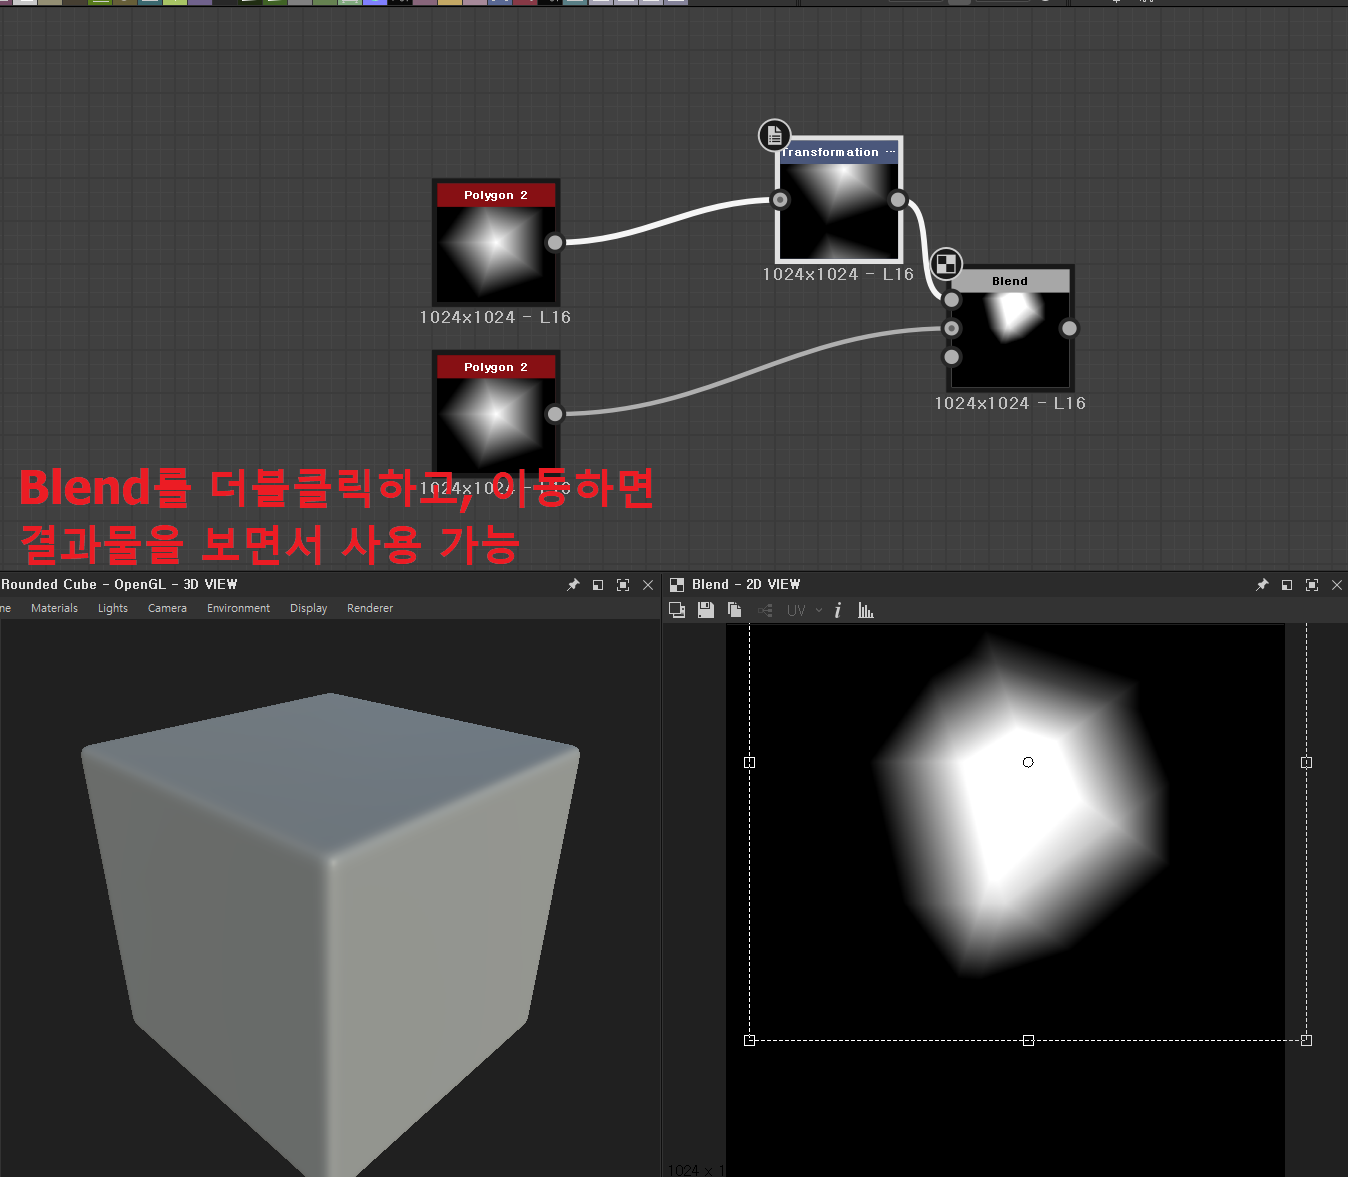 Transformation ···
Polygon 2
1024x1024 - L16
Blend
1024x1024 - L16
1024x1024 - L16
Polygon 2
1024x1024 - L16
Blend를 더블클릭하고, 이동하면
결과물을 보면서 사용 가능
Rounded Cube - OpenGL - 3D VIEW
Blend - 2D VIEW
ne Materials Lights Camera Environment Display Renderer
UV
1024 x 1